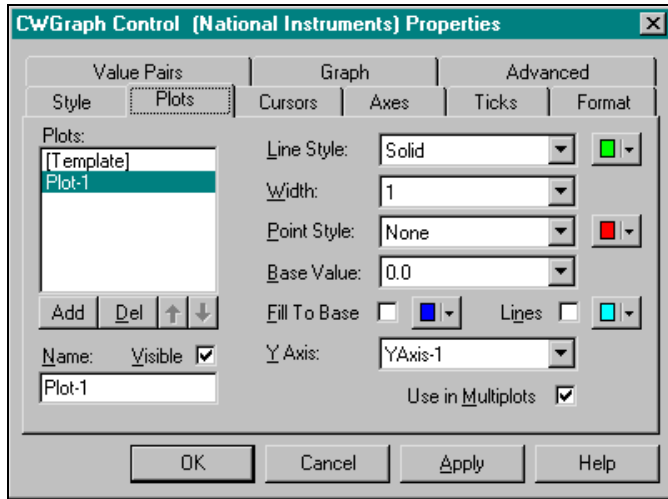 CWGraph Control (National Instruments) Properties
Value Pairs Graph Advanced
Style Plots Cursors Axes Ticks Format
Plots:
[Template]
Plot-1
Add Del
Name: Visible
Plot-1
Line Style: Solid
Width: 1
Point Style: None
Base Value: 0.0
Fill To Base Lines
Y Axis: YAxis-1
Use in Multiplots
OK Cancel Apply Help